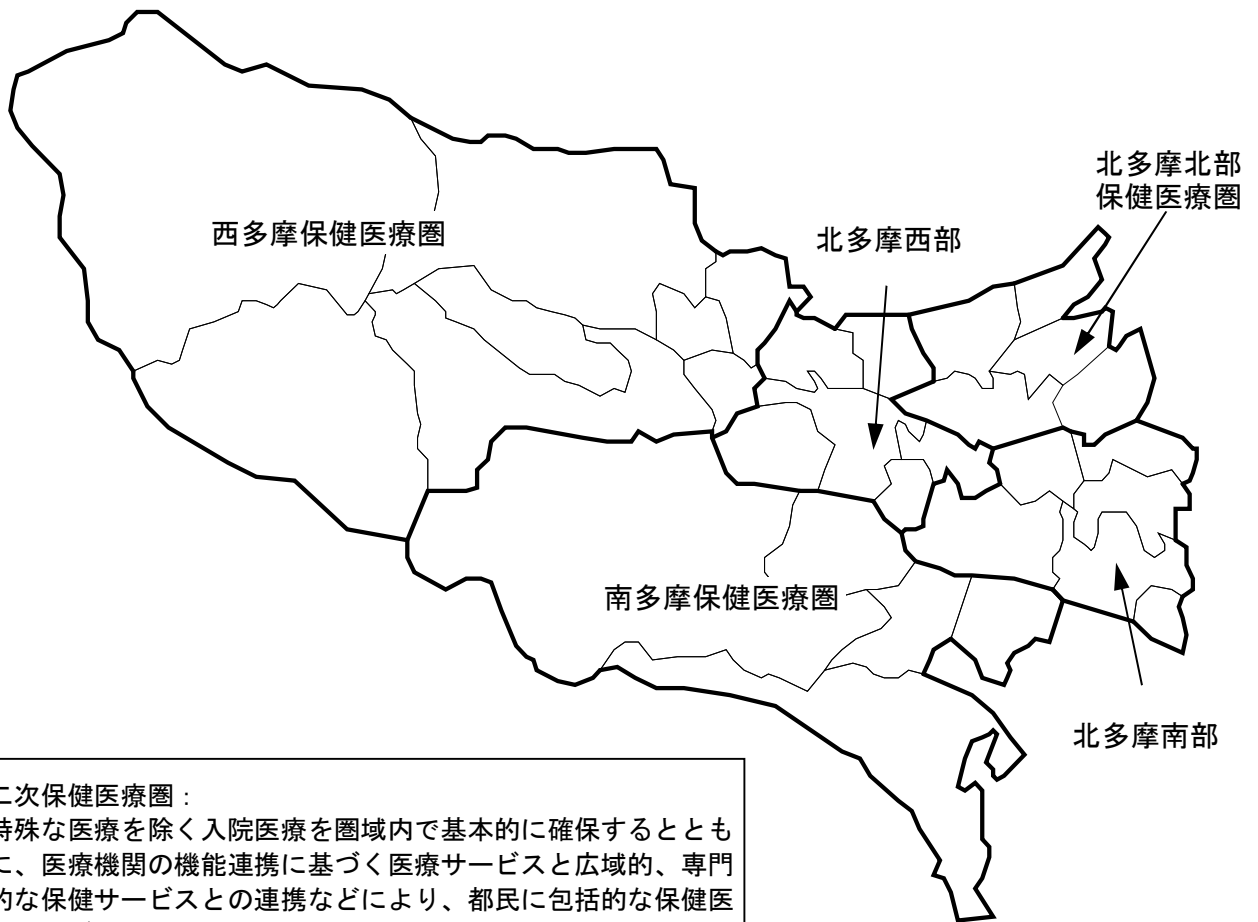 北多摩北部
保健医療圏
西多摩保健医療圏
北多摩西部
南多摩保健医療圏
北多摩南部
二次保健医療圏：
特殊な医療を除く入院医療を圏域内で基本的に確保するととも
に、医療機関の機能連携に基づく医療サービスと広域的、専門
的な保健サービスとの連携などにより、都民に包括的な保健医